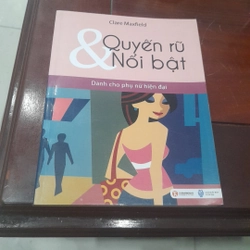 Clare Maxfield
Quyến rũ
& Nổi bật
Dành cho phụ nữ hiện đại